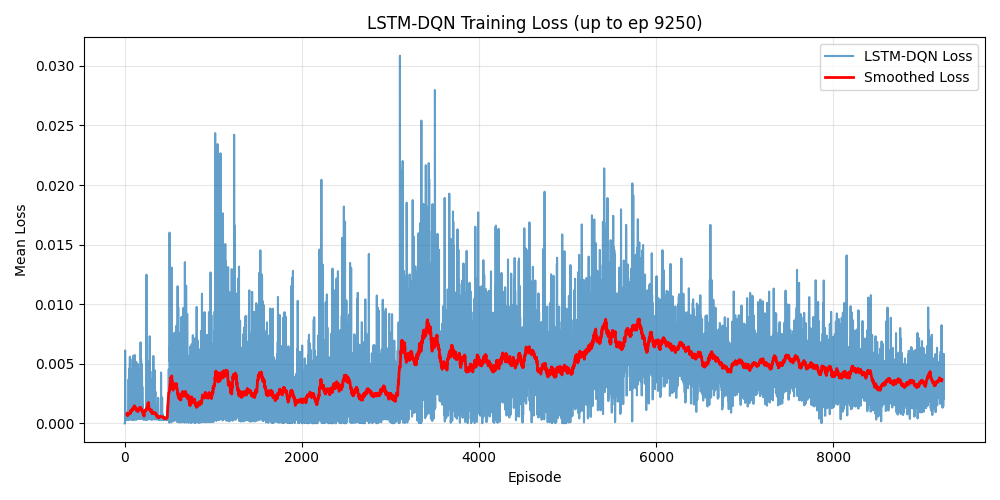 LSTM-DQN Training Loss (up to ep 9250)
LSTM-DQN Loss
Smoothed Loss
Mean Loss
0.030
0.025
0.020
0.015
0.010
0.005
0.000
0 2000 4000 6000 8000
Episode